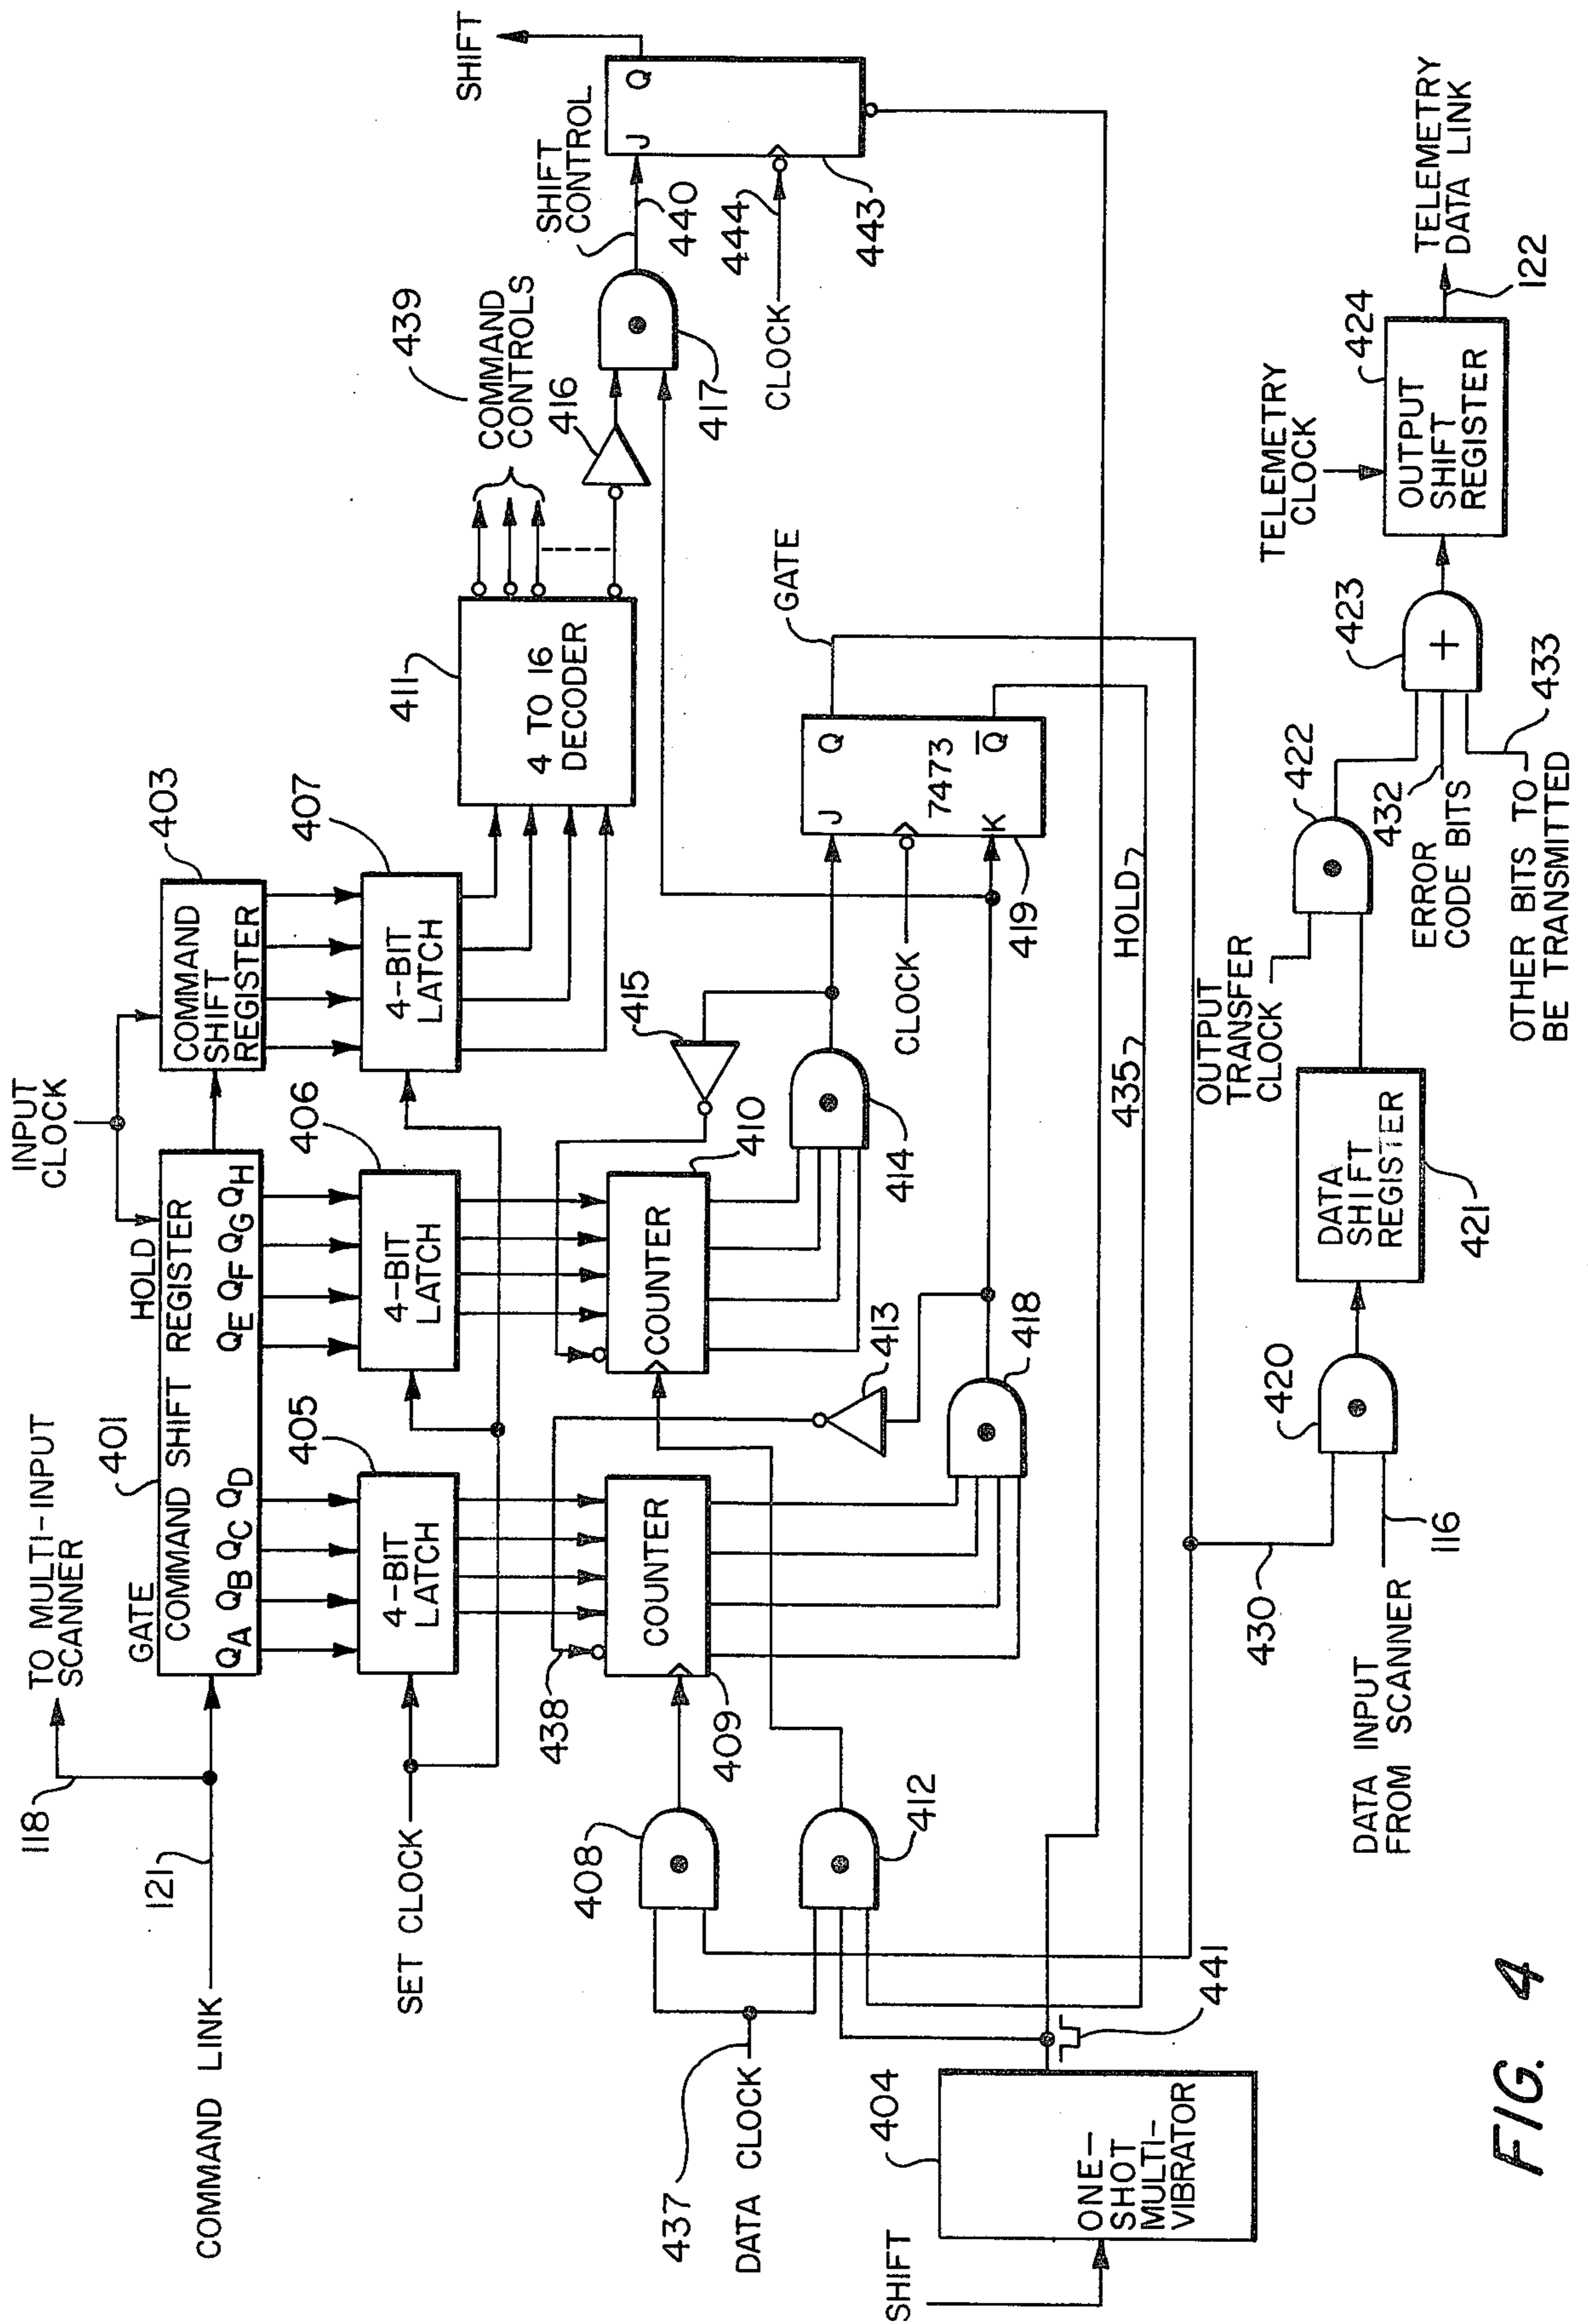 COMMAND LINK
121
118
TO MULTI-INPUT
SCANNER
401
GATE
HOLD
COMMAND SHIFT REGISTER
QA QB QC QD
QE QF QG QH
INPUT
CLOCK
403
COMMAND
SHIFT
REGISTER
SET CLOCK
405
4-BIT
LATCH
406
4-BIT
LATCH
407
4-BIT
LATCH
411
4 TO 16
DECODER
439
COMMAND
CONTROLS
416
417
SHIFT
CONTROL
440
SHIFT
J
Q
444
CLOCK
443
437
DATA CLOCK
408
438
COUNTER
409
413
COUNTER
410
415
414
412
418
CLOCK
J
Q
7473
K
Q̅
419
GATE
HOLD
435
SHIFT
404
ONE-
SHOT
MULTI-
VIBRATOR
441
430
DATA INPUT
FROM SCANNER
116
420
DATA
SHIFT
REGISTER
421
OUTPUT
TRANSFER
CLOCK
422
432
ERROR
CODE BITS
433
OTHER BITS TO
BE TRANSMITTED
423
+
TELEMETRY
CLOCK
OUTPUT
SHIFT
REGISTER
424
122
TELEMETRY
DATA LINK
FIG. 4